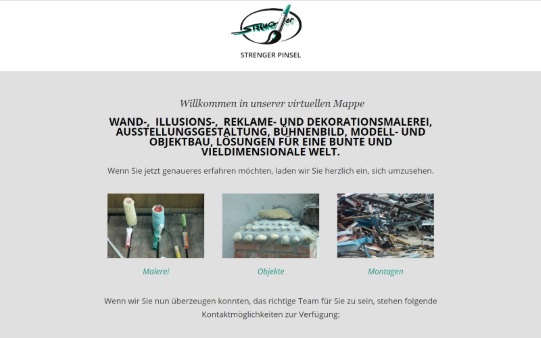 Strenger
STRENGER PINSEL
Willkommen in unserer virtuellen Mappe
WAND-, ILLUSIONS-, REKLAME- UND DEKORATIONSMALEREI,
AUSSTELLUNGSGESTALTUNG, BÜHNENBILD, MODELL- UND
OBJEKTBAU, LÖSUNGEN FÜR EINE BUNTE UND
VIELDIMENSIONALE WELT.
Wenn Sie jetzt genaueres erfahren möchten, laden wir Sie herzlich ein, sich umzusehen.
Malerei Objekte Montagen
Wenn wir Sie nun überzeugen konnten, das richtige Team für Sie zu sein, stehen folgende
Kontaktmöglichkeiten zur Verfügung: